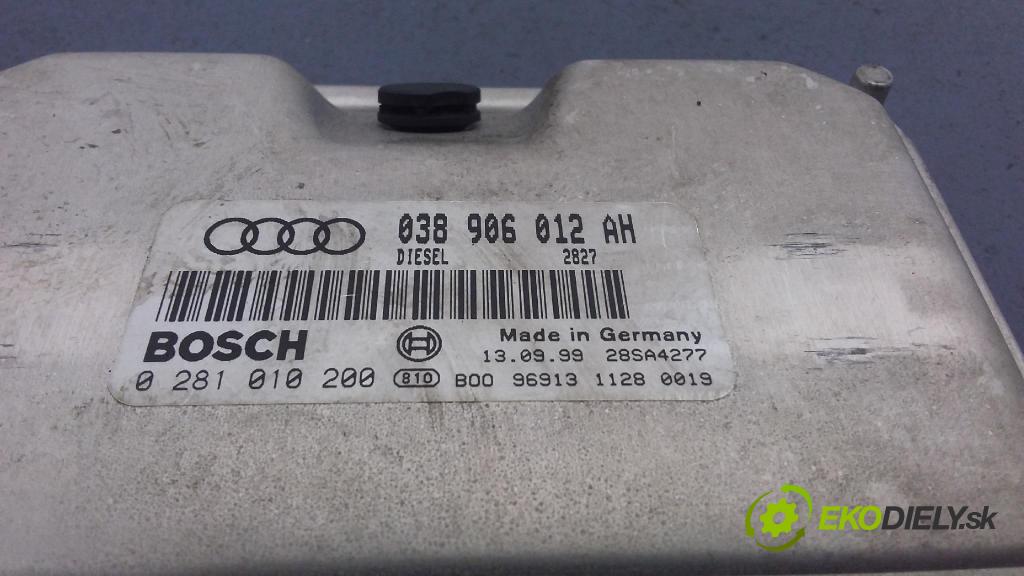 038 906 012 AH
DIESEL 2827
BOSCH
Made in Germany
13.09.99 28SA4277
0 281 010 200 810 B00 96913 1128 0019
EKODIELY.sk